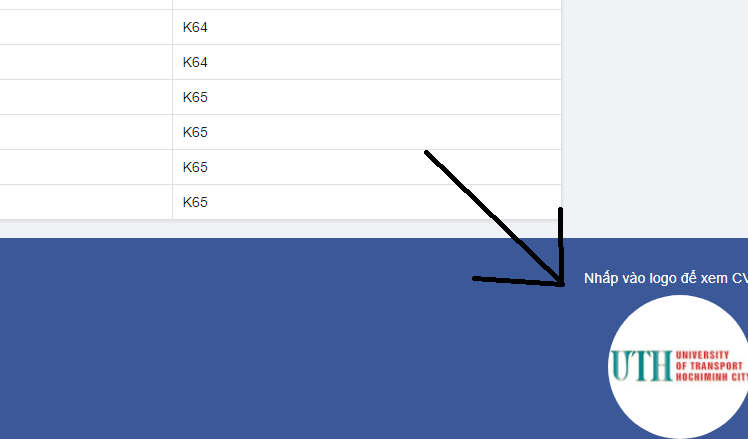 K64
K64
K65
K65
K65
K65
Nhấp vào logo để xem CV
UTH UNIVERSITY
OF TRANSPORT
HOCHIMINH CITY